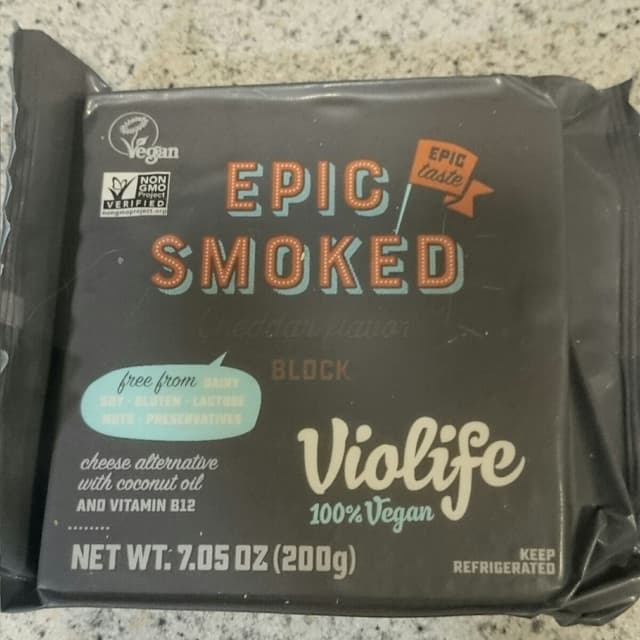 Vegan
NON
GMO
Project
VERIFIED
nongmoproject.org
EPIC
taste
EPIC
SMOKED
Cheddar flavor
BLOCK
free from DAIRY
SOY · GLUTEN · LACTOSE
NUTS · PRESERVATIVES
cheese alternative
with coconut oil
AND VITAMIN B12
Violife
100% Vegan
NET WT. 7.05 OZ (200g)
KEEP
REFRIGERATED